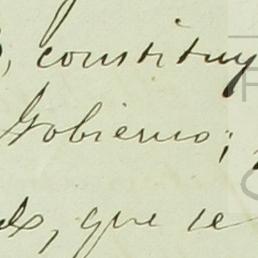 , constituy
Gobierno;
, que se